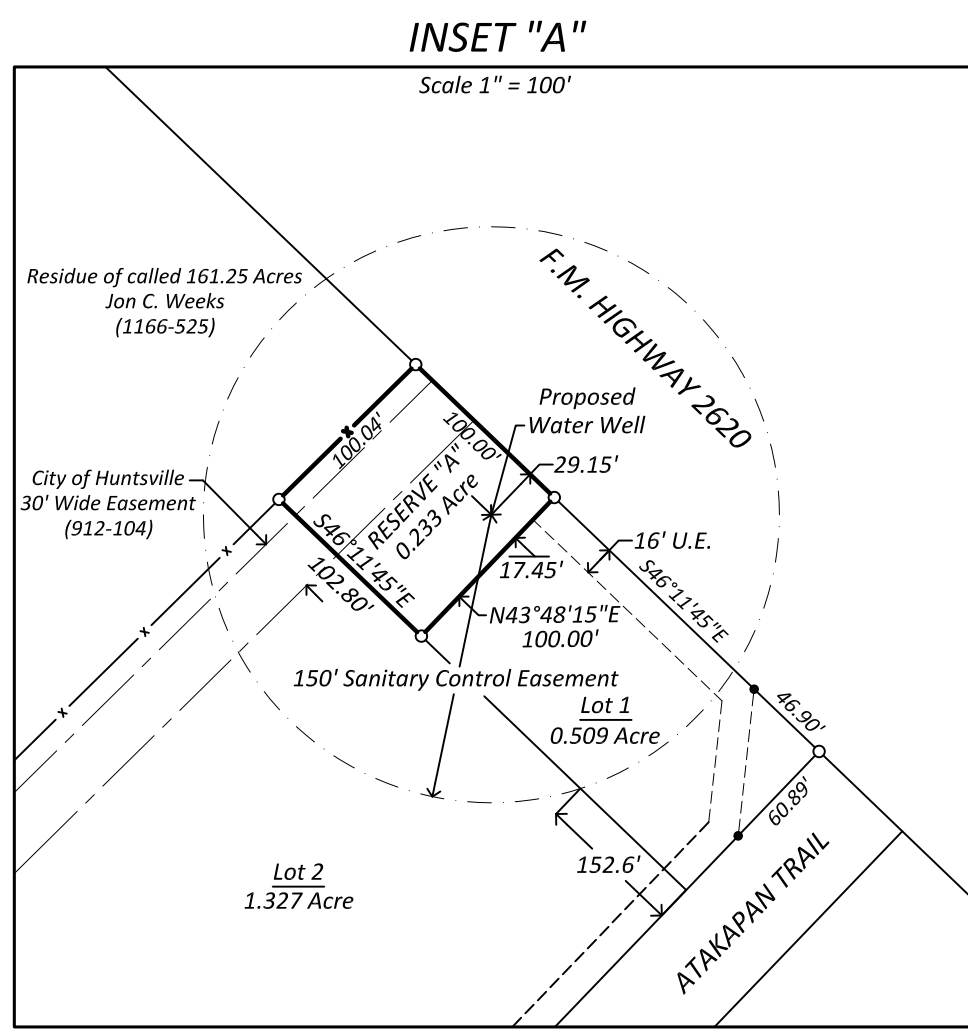 INSET "A"
Scale 1" = 100'
F.M. HIGHWAY 2620
Residue of called 161.25 Acres
Jon C. Weeks
(1166-525)
Proposed
Water Well
100.04'
100.00'
29.15'
RESERVE "A"
0.233 Acre
City of Huntsville
30' Wide Easement
(912-104)
S46°11'45"E
102.80'
17.45'
16' U.E.
S46°11'45"E
N43°48'15"E
100.00'
150' Sanitary Control Easement
Lot 1
0.509 Acre
46.90'
60.89'
152.6'
Lot 2
1.327 Acre
ATAKAPAN TRAIL
x
x
x
x